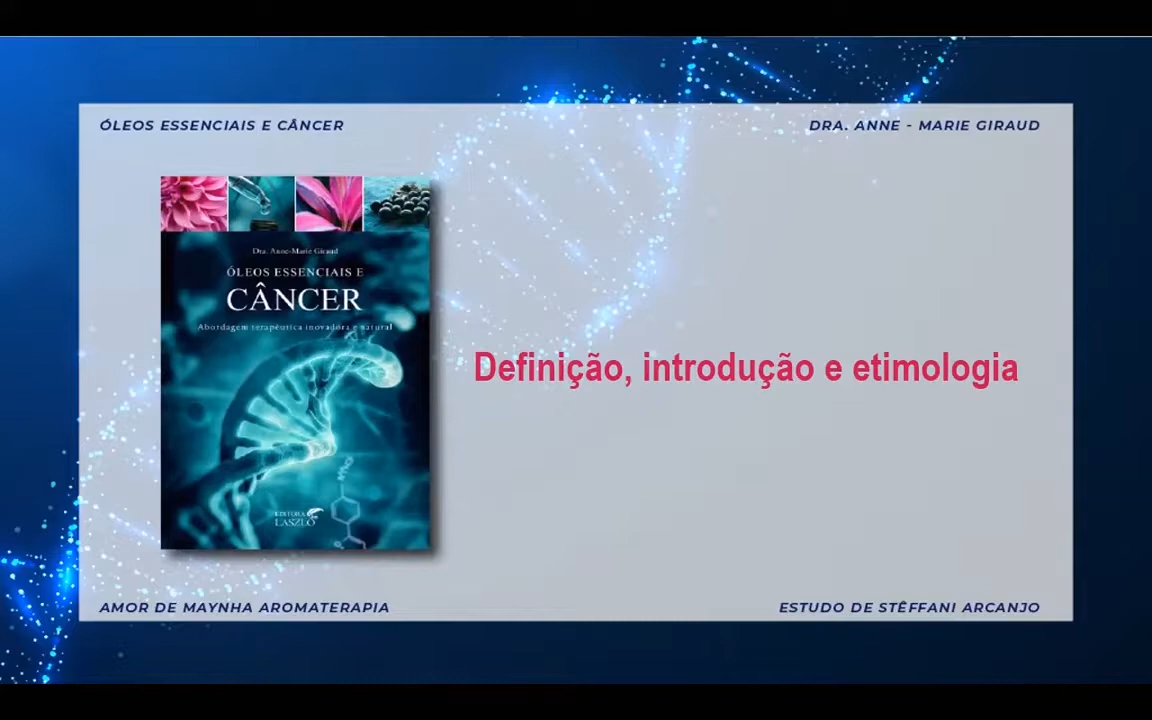 ÓLEOS ESSENCIAIS E CÂNCER
DRA. ANNE - MARIE GIRAUD
Dra. Anne-Marie Giraud
ÓLEOS ESSENCIAIS E
CÂNCER
Abordagem terapêutica inovadora e natural
Definição, introdução e etimologia
EDITORA
LASZLO
AMOR DE MAYNHA AROMATERAPIA
ESTUDO DE STÊFFANI ARCANJO